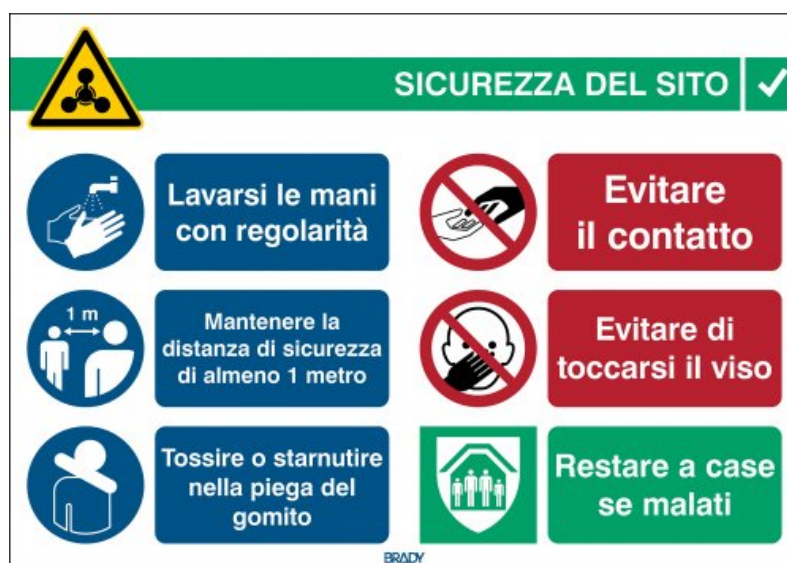 SICUREZZA DEL SITO
Lavarsi le mani
con regolarità
Evitare
il contatto
1 m
Mantenere la
distanza di sicurezza
di almeno 1 metro
Evitare di
toccarsi il viso
Tossire o starnutire
nella piega del
gomito
Restare a case
se malati
BRADY